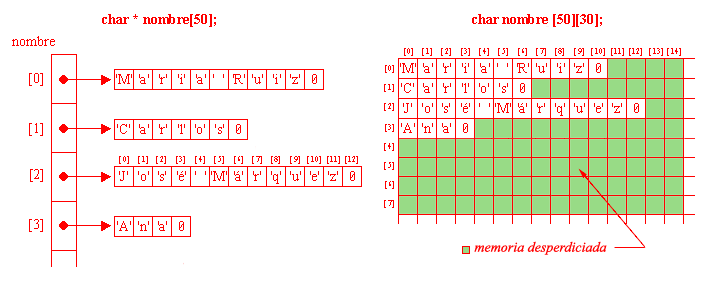 char * nombre[50];
nombre
[0] 'M' 'a' 'r' 'i' 'a' ' ' 'R' 'u' 'i' 'z' 0
[1] 'C' 'a' 'r' 'l' 'o' 's' 0
[0] [1] [2] [3] [4] [5] [6] [7] [8] [9] [10] [11] [12]
[2] 'J' 'o' 's' 'é' ' ' 'M' 'á' 'r' 'q' 'u' 'e' 'z' 0
[3] 'A' 'n' 'a' 0
char nombre [50][30];
[0] [1] [2] [3] [4] [5] [6] [7] [8] [9] [10] [11] [12] [13] [14]
[0] 'M' 'a' 'r' 'i' 'a' ' ' 'R' 'u' 'i' 'z' 0
[1] 'C' 'a' 'r' 'l' 'o' 's' 0
[2] 'J' 'o' 's' 'é' ' ' 'M' 'á' 'r' 'q' 'u' 'e' 'z' 0
[3] 'A' 'n' 'a' 0
[4]
[5]
[6]
[7]
memoria desperdiciada